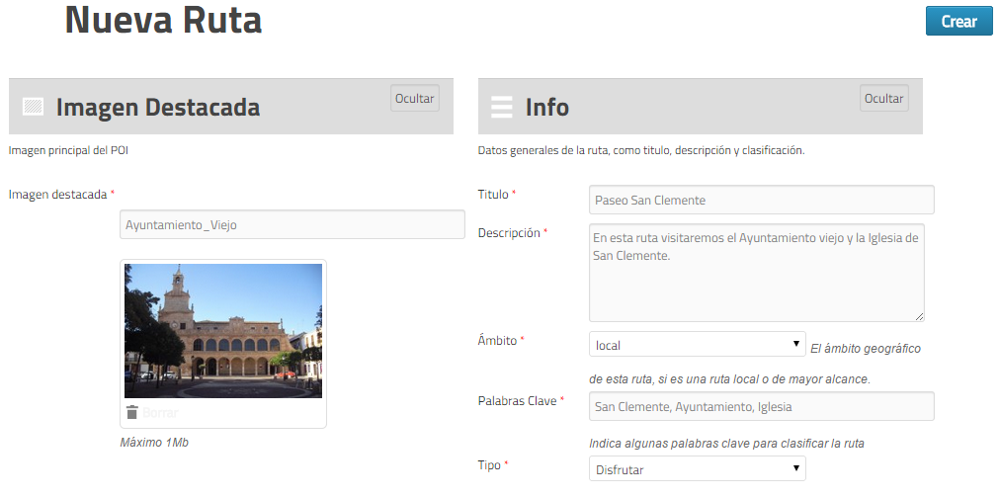 Nueva Ruta
Crear
Imagen Destacada
Ocultar
Imagen principal del POI
Imagen destacada *
Ayuntamiento_Viejo
Borrar
Máximo 1Mb
Info
Ocultar
Datos generales de la ruta, como titulo, descripción y clasificación.
Titulo *
Paseo San Clemente
Descripción *
En esta ruta visitaremos el Ayuntamiento viejo y la Iglesia de
San Clemente.
Ámbito *
local
El ámbito geográfico
de esta ruta, si es una ruta local o de mayor alcance.
Palabras Clave *
San Clemente, Ayuntamiento, Iglesia
Indica algunas palabras clave para clasificar la ruta
Tipo *
Disfrutar